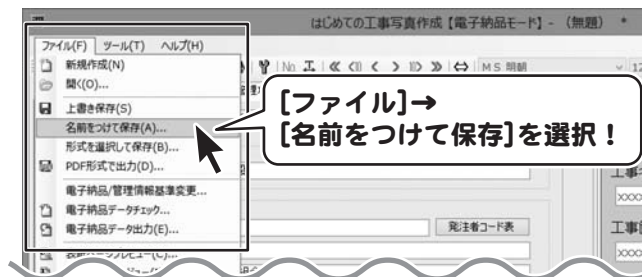 はじめての工事写真作成【電子納品モード】- （無題） *
ファイル(F) ツール(T) ヘルプ(H)
No. MS 明朝
新規作成(N)
開く(O)...
上書き保存(S)
名前をつけて保存(A)...
形式を選択して保存(B)...
PDF形式で出力(D)...
電子納品/管理情報基準変更...
電子納品データチェック...
電子納品データ出力(E)...
[ファイル]→
[名前をつけて保存]を選択！
発注者コード表